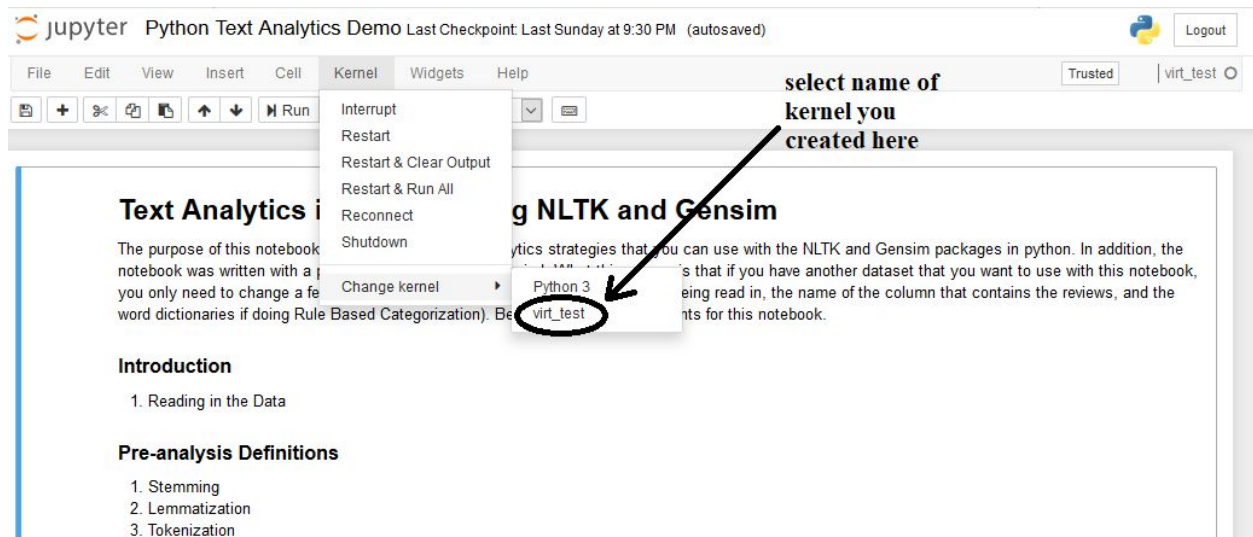 jupyter Python Text Analytics Demo Last Checkpoint: Last Sunday at 9:30 PM (autosaved) Logout
File Edit View Insert Cell Kernel Widgets Help Trusted virt_test
Run
select name of
kernel you
created here
Interrupt
Restart
Restart & Clear Output
Restart & Run All
Reconnect
Shutdown
Change kernel
Python 3
virt_test
Text Analytics i g NLTK and Gensim
The purpose of this notebook ytics strategies that you can use with the NLTK and Gensim packages in python. In addition, the
notebook was written with a is that if you have another dataset that you want to use with this notebook,
you only need to change a fe eing read in, the name of the column that contains the reviews, and the
word dictionaries if doing Rule Based Categorization). Be nts for this notebook.
Introduction
1. Reading in the Data
Pre-analysis Definitions
1. Stemming
2. Lemmatization
3. Tokenization